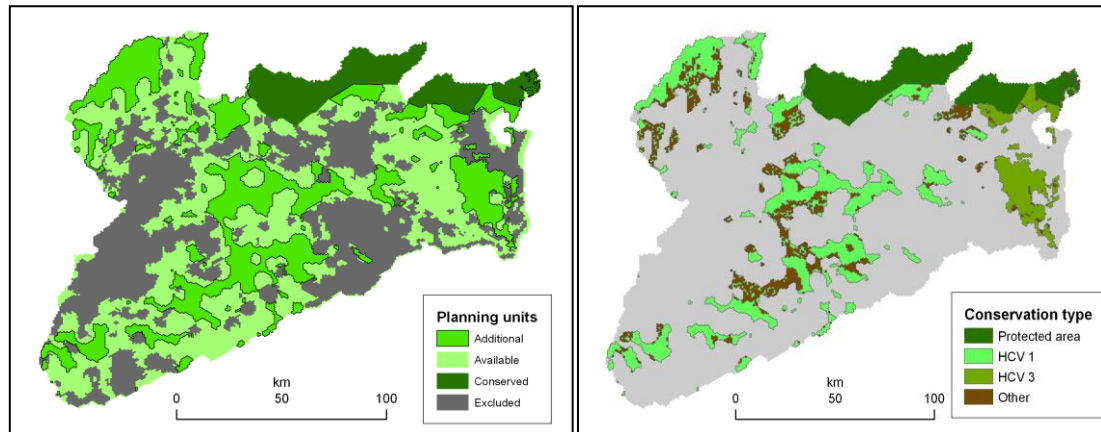 Planning units
Additional
Available
Conserved
Excluded
km
0 50 100
Conservation type
Protected area
HCV 1
HCV 3
Other
km
0 50 100